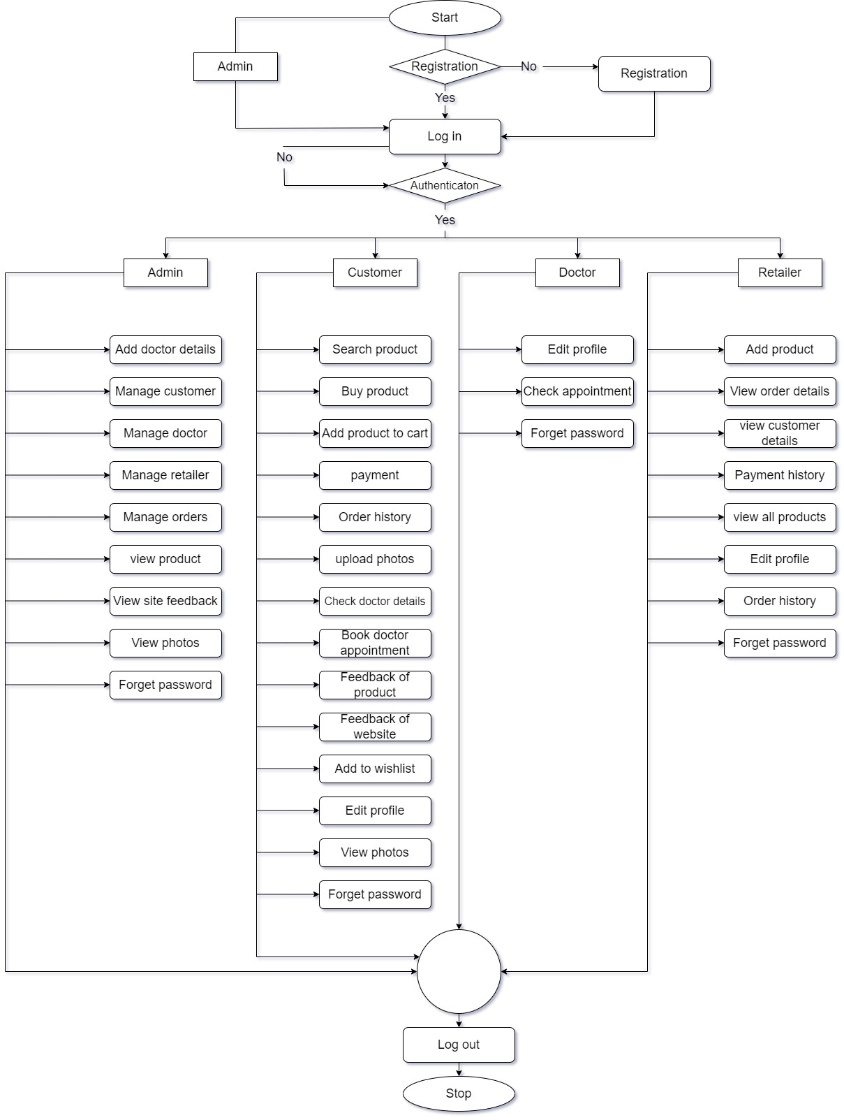 Start
Admin
Registration
No
Registration
Yes
Log in
No
Authenticaton
Yes
Admin
Customer
Doctor
Retailer
Add doctor details
Manage customer
Manage doctor
Manage retaller
Manage orders
view product
View site feedback
View photos
Forget password
Search product
Buy product
Add product to cart
payment
Order history
upload photos
Check doctor details
Book doctor
appointment
Feedback of
product
Feedback of
website
Add to wishlist
Edit profile
View photos
Forget password
Edit profile
Check appointment
Forget password
Add product
View order details
view customer
details
Payment history
view all products
Edit profile
Order history
Forget password
Log out
Stop